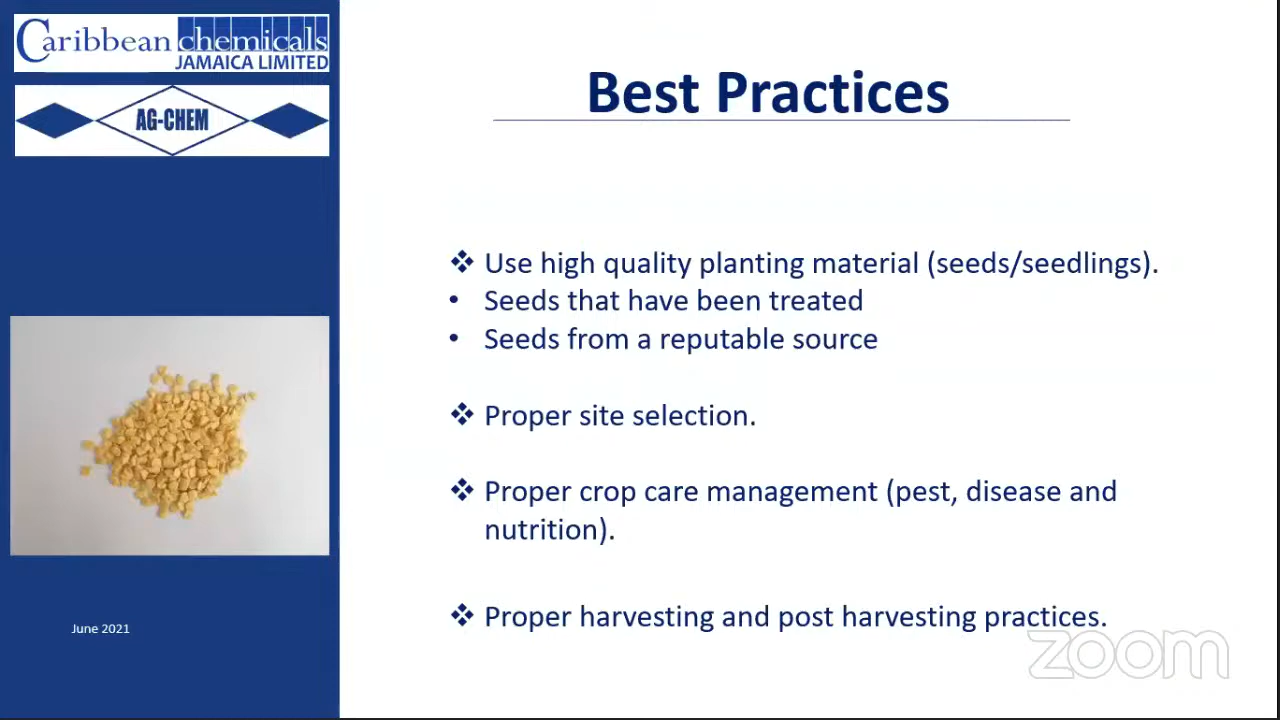 Caribbean chemicals
JAMAICA LIMITED
AG-CHEM
Best Practices
❖ Use high quality planting material (seeds/seedlings).
• Seeds that have been treated
• Seeds from a reputable source
❖ Proper site selection.
❖ Proper crop care management (pest, disease and
nutrition).
❖ Proper harvesting and post harvesting practices.
June 2021
zoom